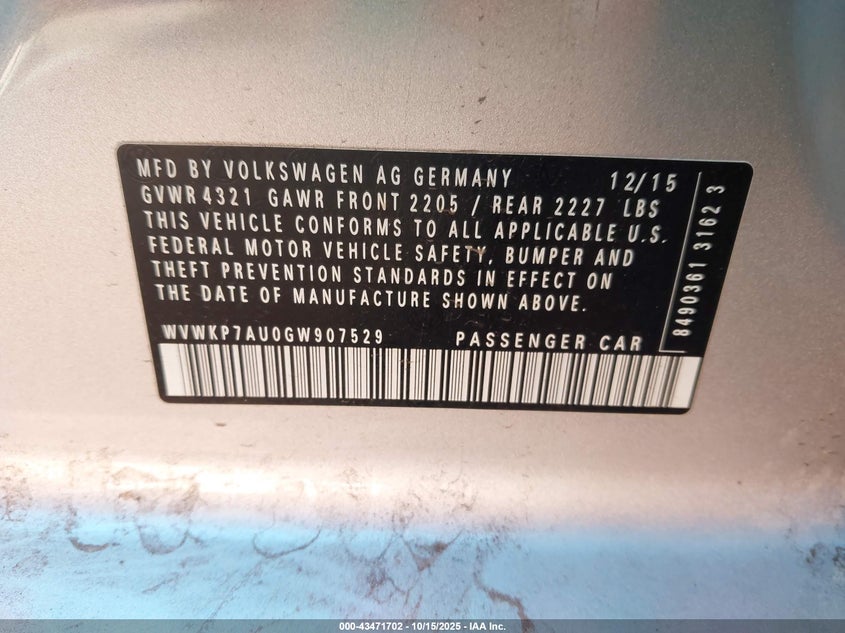 MFD BY VOLKSWAGEN AG GERMANY 12/15
GVWR 4321 GAWR FRONT 2205 / REAR 2227 LBS
THIS VEHICLE CONFORMS TO ALL APPLICABLE U.S.
FEDERAL MOTOR VEHICLE SAFETY, BUMPER AND
THEFT PREVENTION STANDARDS IN EFFECT ON
THE DATE OF MANUFACTURE SHOWN ABOVE.
WVWKP7AU0GW907529 PASSENGER CAR
8490361 3162 3
000-43471702 - 10/15/2025 - IAA Inc.